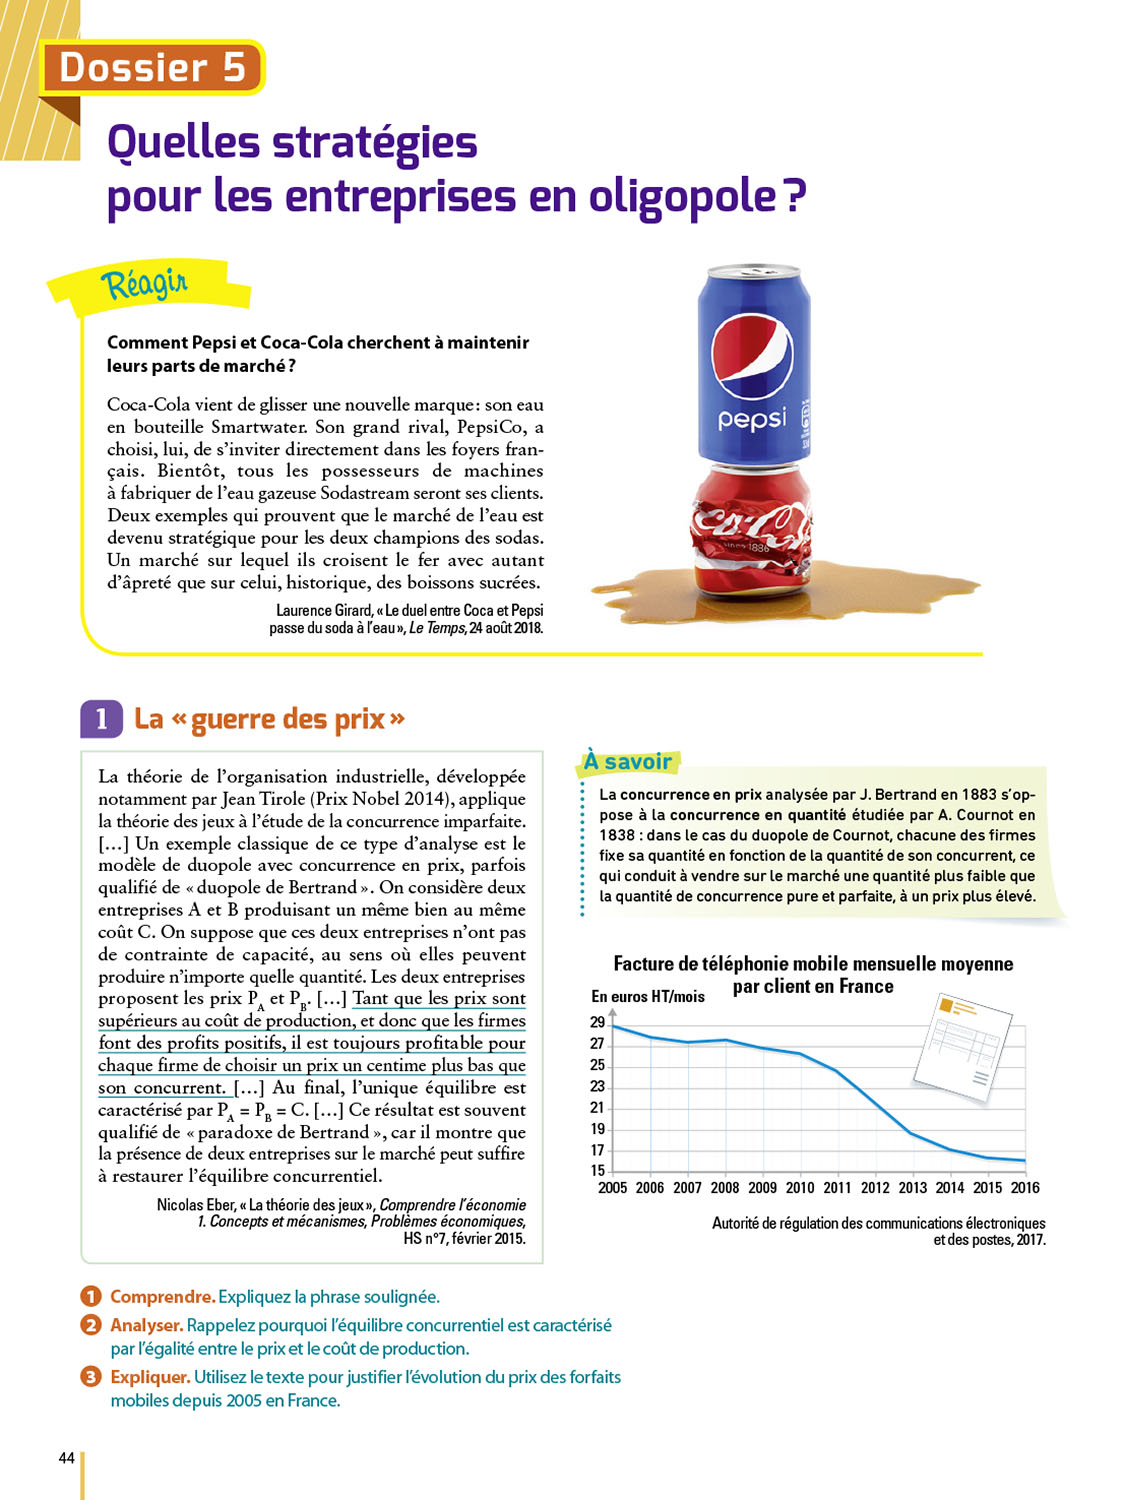 Dossier 5
Quelles stratégies
pour les entreprises en oligopole ?
Réagir
Comment Pepsi et Coca-Cola cherchent à maintenir
leurs parts de marché ?
Coca-Cola vient de glisser une nouvelle marque : son eau
en bouteille Smartwater. Son grand rival, PepsiCo, a
choisi, lui, de s'inviter directement dans les foyers fran-
çais. Bientôt, tous les possesseurs de machines
à fabriquer de l'eau gazeuse Sodastream seront ses clients.
Deux exemples qui prouvent que le marché de l'eau est
devenu stratégique pour les deux champions des sodas.
Un marché sur lequel ils croisent le fer avec autant
d'âpreté que sur celui, historique, des boissons sucrées.
Laurence Girard, « Le duel entre Coca et Pepsi
passe du soda à l'eau », Le Temps, 24 août 2018.
pepsi
Coca-Col
since 1886
1 La « guerre des prix »
La théorie de l'organisation industrielle, développée
notamment par Jean Tirole (Prix Nobel 2014), applique
la théorie des jeux à l'étude de la concurrence imparfaite.
[…] Un exemple classique de ce type d'analyse est le
modèle de duopole avec concurrence en prix, parfois
qualifié de « duopole de Bertrand ». On considère deux
entreprises A et B produisant un même bien au même
coût C. On suppose que ces deux entreprises n'ont pas
de contrainte de capacité, au sens où elles peuvent
produire n'importe quelle quantité. Les deux entreprises
proposent les prix PA et PB. […] Tant que les prix sont
supérieurs au coût de production, et donc que les firmes
font des profits positifs, il est toujours profitable pour
chaque firme de choisir un prix un centime plus bas que
son concurrent. […] Au final, l'unique équilibre est
caractérisé par PA = PB = C. […] Ce résultat est souvent
qualifié de « paradoxe de Bertrand », car il montre que
la présence de deux entreprises sur le marché peut suffire
à restaurer l'équilibre concurrentiel.
Nicolas Eber, « La théorie des jeux », Comprendre l'économie
1. Concepts et mécanismes, Problèmes économiques,
HS n°7, février 2015.
À savoir
La concurrence en prix analysée par J. Bertrand en 1883 s'op-
pose à la concurrence en quantité étudiée par A. Cournot en
1838 : dans le cas du duopole de Cournot, chacune des firmes
fixe sa quantité en fonction de la quantité de son concurrent, ce
qui conduit à vendre sur le marché une quantité plus faible que
la quantité de concurrence pure et parfaite, à un prix plus élevé.
Facture de téléphonie mobile mensuelle moyenne
par client en France
En euros HT/mois
29
27
25
23
21
19
17
15
2005 2006 2007 2008 2009 2010 2011 2012 2013 2014 2015 2016
Autorité de régulation des communications électroniques
et des postes, 2017.
1 Comprendre. Expliquez la phrase soulignée.
2 Analyser. Rappelez pourquoi l'équilibre concurrentiel est caractérisé
par l'égalité entre le prix et le coût de production.
3 Expliquer. Utilisez le texte pour justifier l'évolution du prix des forfaits
mobiles depuis 2005 en France.
44